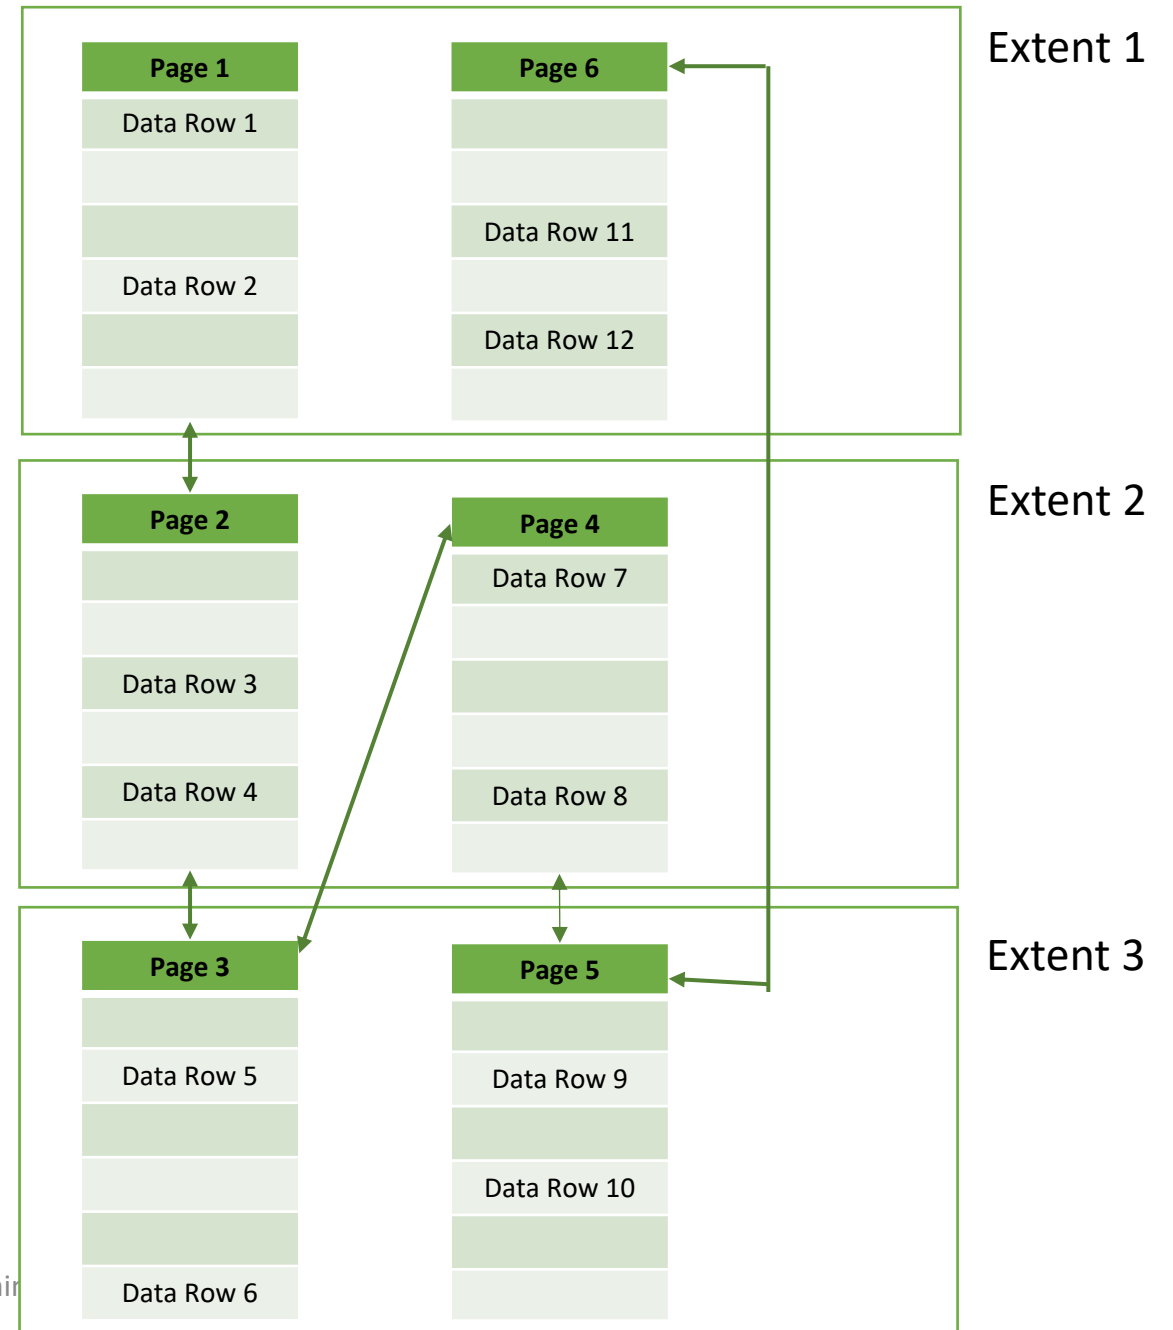 Extent 1
Page 1
Data Row 1
Data Row 2
Page 6
Data Row 11
Data Row 12
Extent 2
Page 2
Data Row 3
Data Row 4
Page 4
Data Row 7
Data Row 8
Extent 3
Page 3
Data Row 5
Data Row 6
Page 5
Data Row 9
Data Row 10